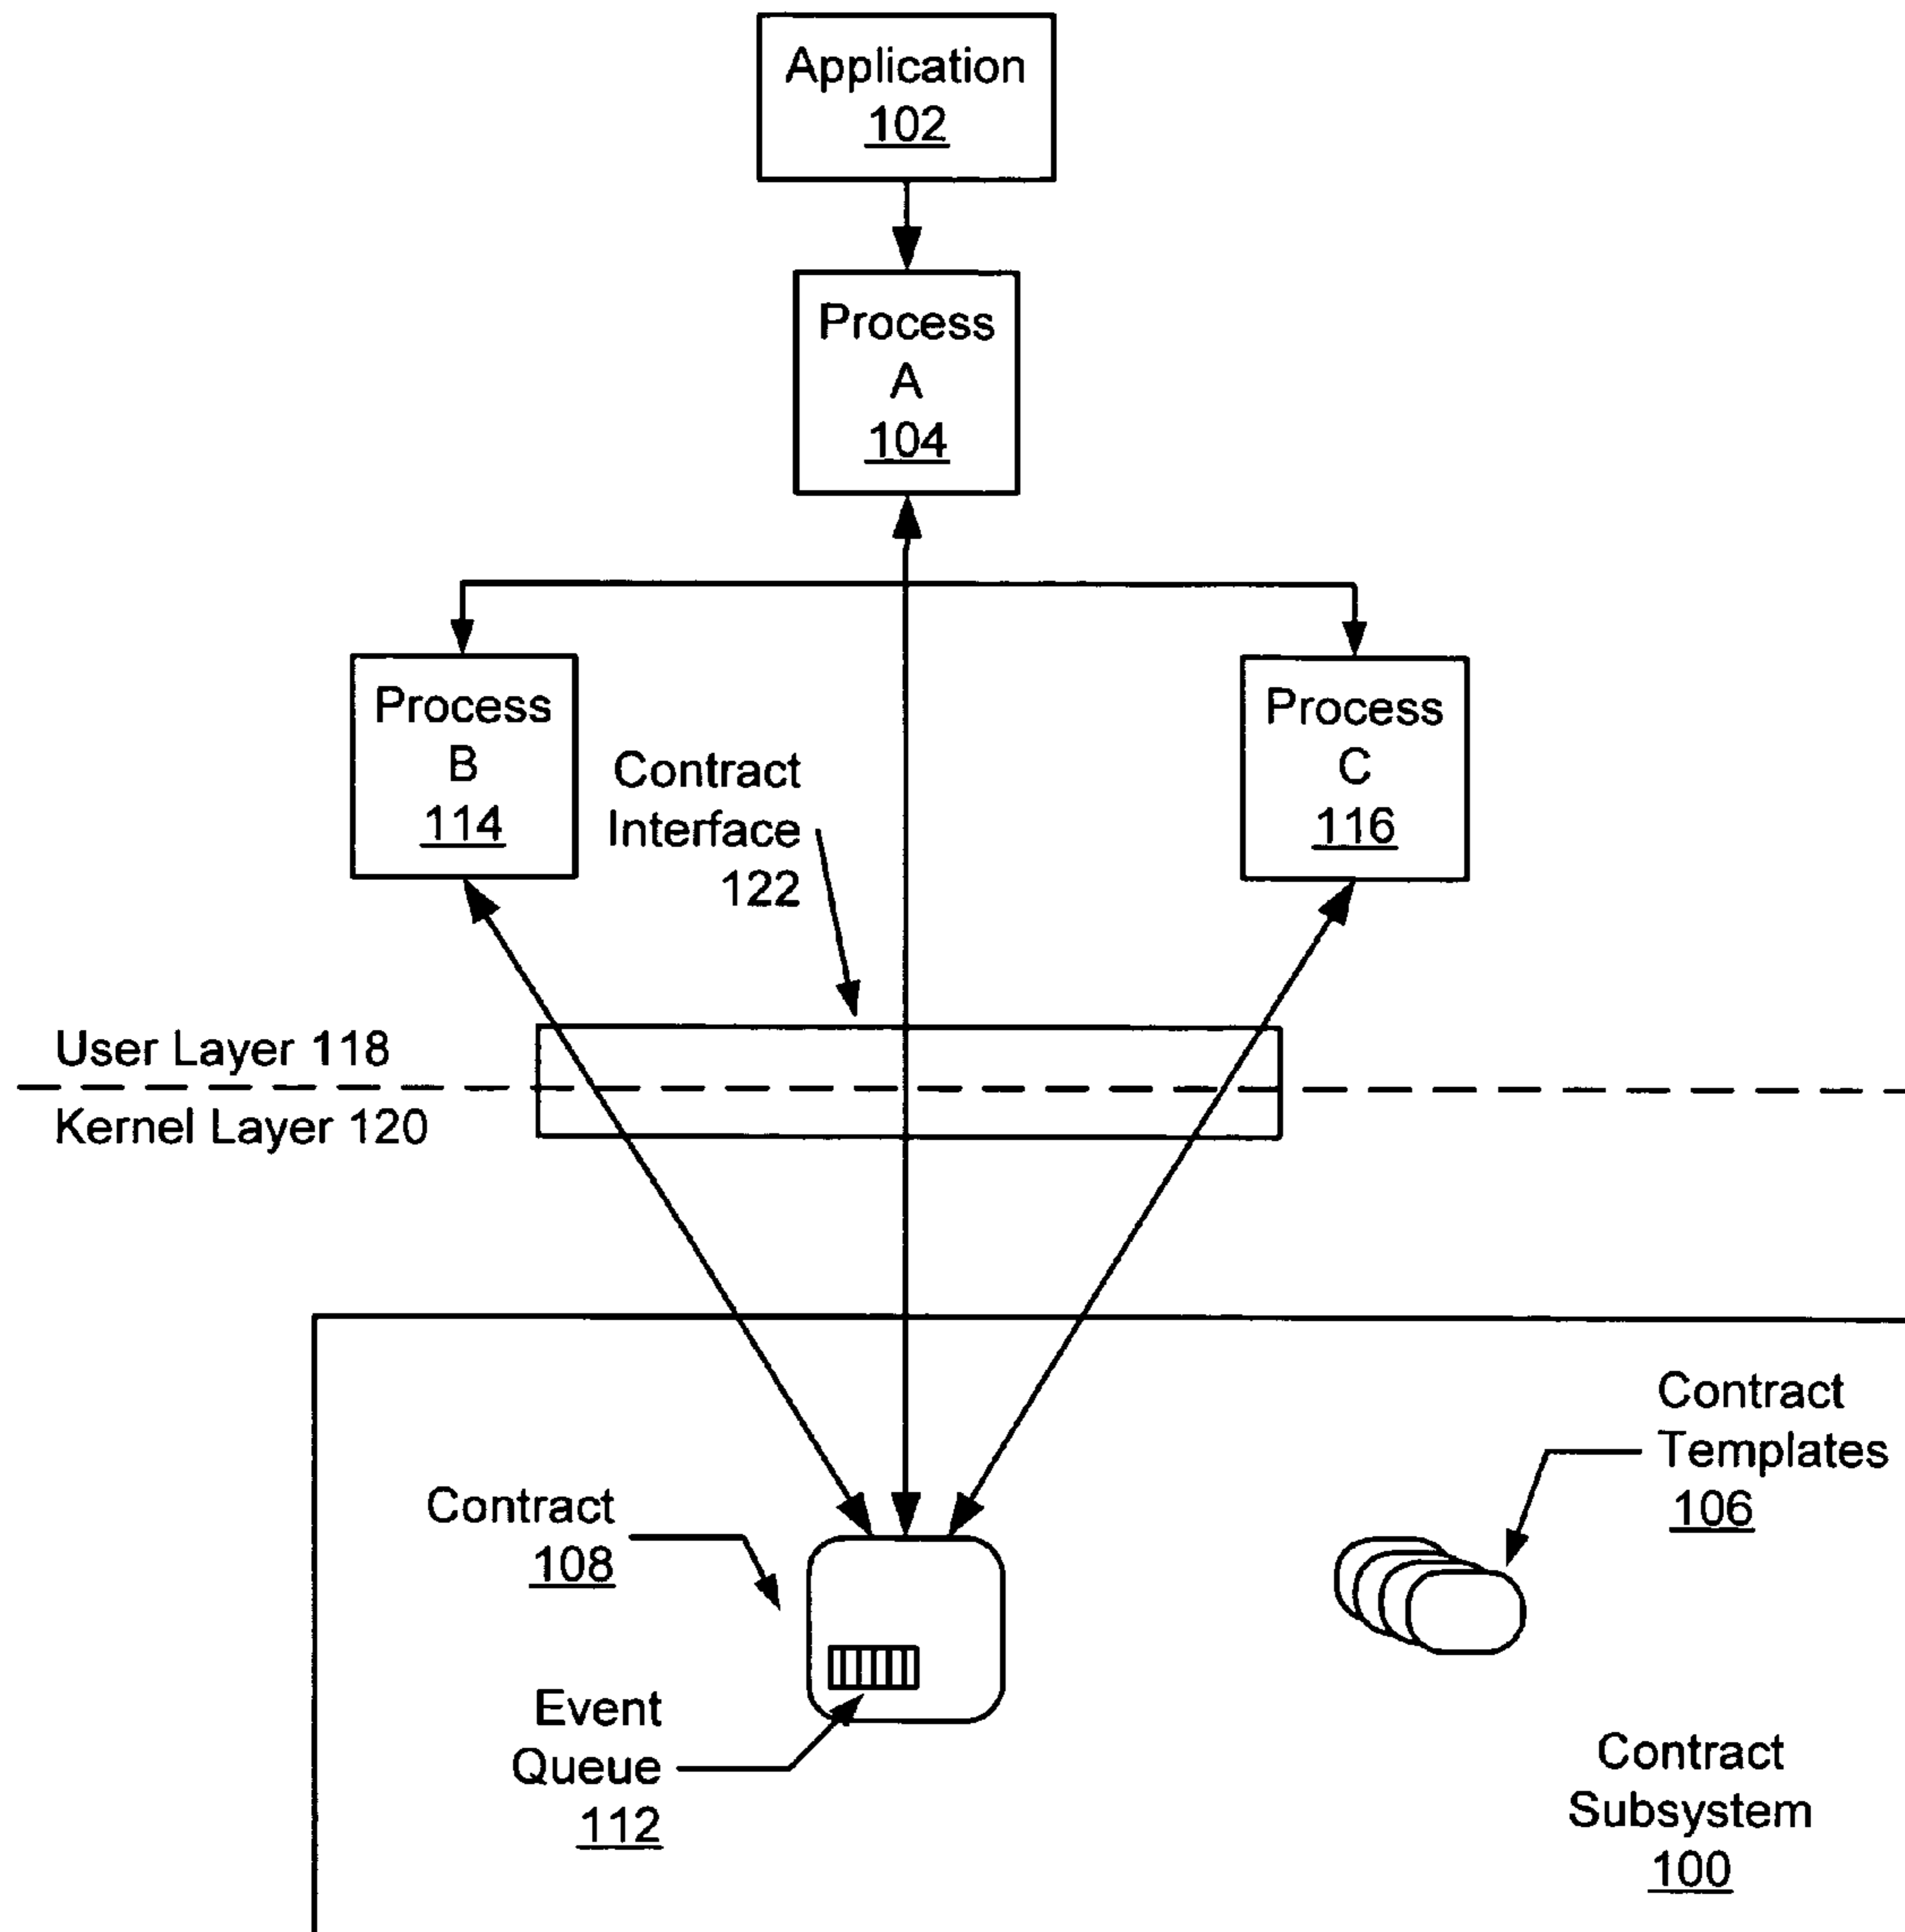 Application
102
Process
A
104
Process
B
114
Contract
Interface
122
Process
C
116
User Layer 118
Kernel Layer 120
Contract
Templates
106
Contract
108
Event
Queue
112
Contract
Subsystem
100